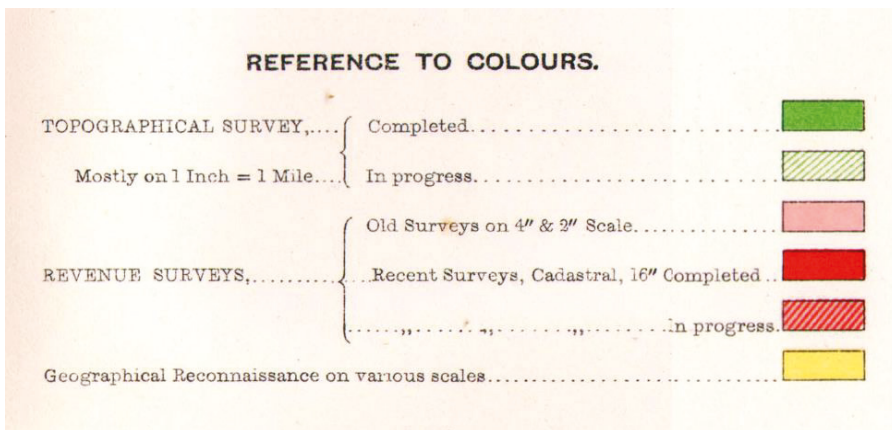 REFERENCE TO COLOURS.
TOPOGRAPHICAL SURVEY,.... Completed.
Mostly on 1 Inch = 1 Mile.... In progress.
Old Surveys on 4" & 2" Scale.
REVENUE SURVEYS, Recent Surveys, Cadastral, 16" Completed
,, ,, ,, In progress.
Geographical Reconnaissance on various scales